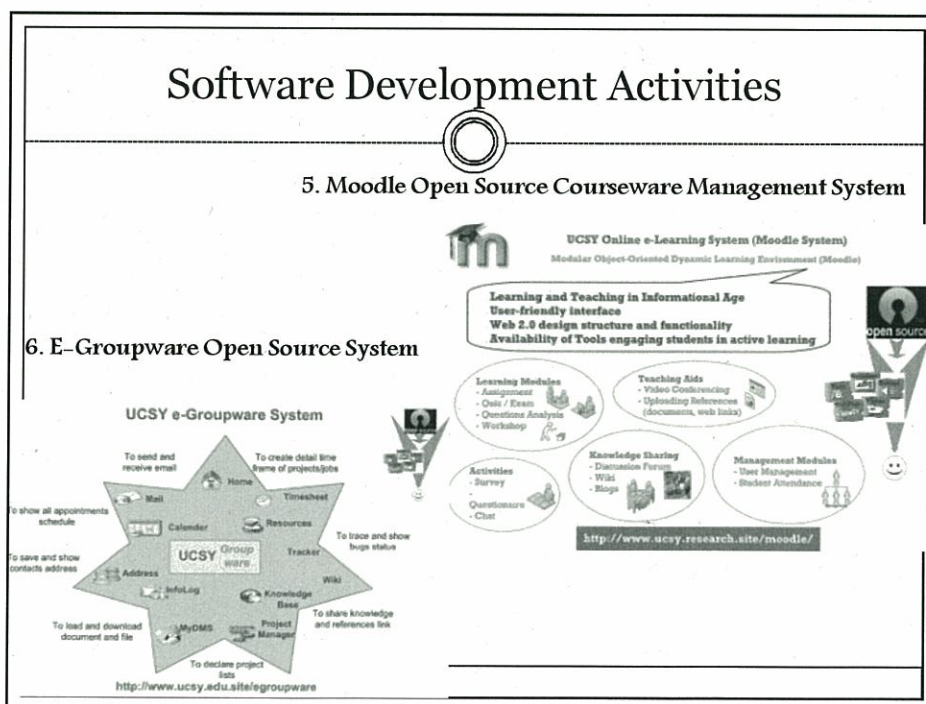 Software Development Activities
5. Moodle Open Source Courseware Management System
m
UCSY Online e-Learning System (Moodle System)
Modular Object-Oriented Dynamic Learning Environment (Moodle)
Learning and Teaching in Informational Age
User-friendly interface
Web 2.0 design structure and functionality
Availability of Tools engaging students in active learning
open source
Learning Modules
- Assignment
- Quiz / Exam
- Questions Analysis
- Workshop
Teaching Aids
- Video Conferencing
- Uploading References
(documents, web links)
Activities
- Survey
-
Questionare
- Chat
Knowledge Sharing
- Discussion Forum
- Wiki
- Blogs
Management Modules
- User Management
- Student Attendance
http://www.ucsy.research.site/moodle/
6. E-Groupware Open Source System
UCSY e-Groupware System
To send and
receive email
To create detail time
frame of projects/jobs
Home
Mail
Timesheet
To show all appointments
schedule
Calender
Resources
To trace and show
bugs status
UCSY Group
ware
Tracker
To save and show
contacts address
Address
Wiki
InfoLog
Knowledge
Base
To share knowledge
and references link
To load and download
document and file
MyDMS
Project
Manager
To declare project
lists
http://www.ucsy.edu.site/egroupware